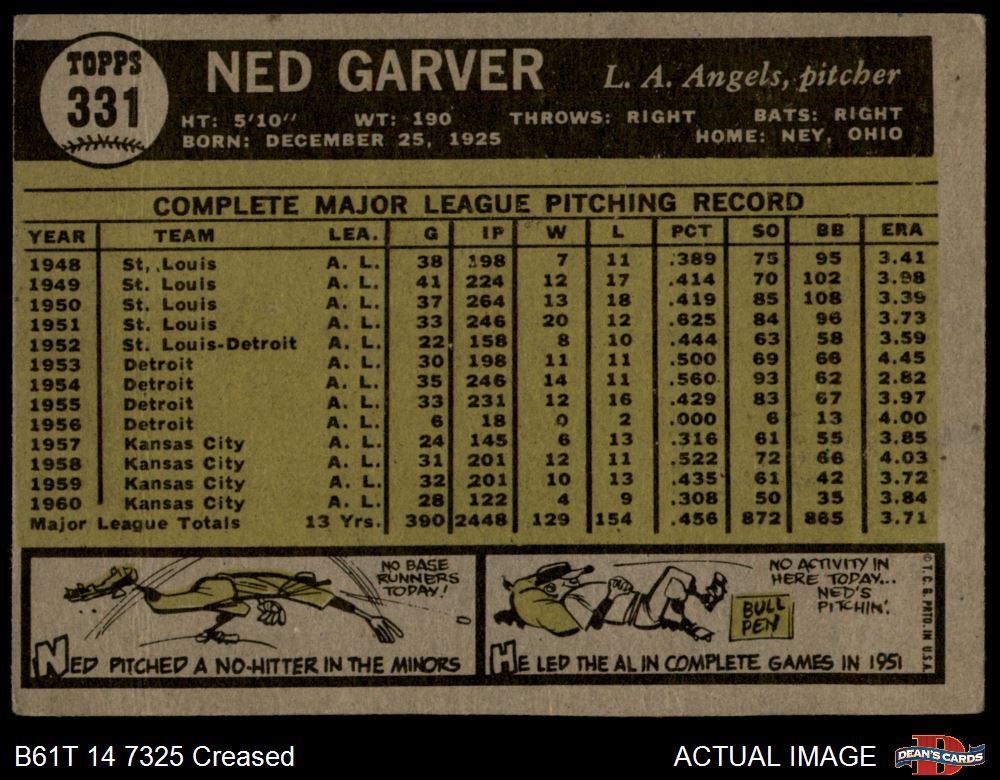 TOPPS
331
NED GARVER
L. A. Angels, pitcher
HT: 5'10" WT: 190 THROWS: RIGHT BATS: RIGHT
BORN: DECEMBER 25, 1925 HOME: NEY, OHIO
COMPLETE MAJOR LEAGUE PITCHING RECORD
YEAR TEAM LEA. G IP W L PCT SO BB ERA
1948 St. Louis A. L. 38 198 7 11 .389 75 95 3.41
1949 St. Louis A. L. 41 224 12 17 .414 70 102 3.98
1950 St. Louis A. L. 37 264 13 18 .419 85 108 3.39
1951 St. Louis A. L. 33 246 20 12 .625 84 96 3.73
1952 St. Louis-Detroit A. L. 22 158 8 10 .444 63 58 3.59
1953 Detroit A. L. 30 198 11 11 .500 69 66 4.45
1954 Detroit A. L. 35 246 14 11 .560 93 62 2.82
1955 Detroit A. L. 33 231 12 16 .429 83 67 3.97
1956 Detroit A. L. 6 18 0 2 .000 6 13 4.00
1957 Kansas City A. L. 24 145 6 13 .316 61 55 3.85
1958 Kansas City A. L. 31 201 12 11 .522 72 66 4.03
1959 Kansas City A. L. 32 201 10 13 .435 61 42 3.72
1960 Kansas City A. L. 28 122 4 9 .308 50 35 3.84
Major League Totals 13 Yrs. 390 2448 129 154 .456 872 865 3.71
NO BASE
RUNNERS
TODAY!
NED PITCHED A NO-HITTER IN THE MINORS
NO ACTIVITY IN
HERE TODAY...
NED'S
PITCHIN'.
BULL
PEN
HE LED THE AL IN COMPLETE GAMES IN 1951
© T. C. G. PRTD. IN U.S.A.
B61T 14 7325 Creased
ACTUAL IMAGE
DEAN'S CARDS